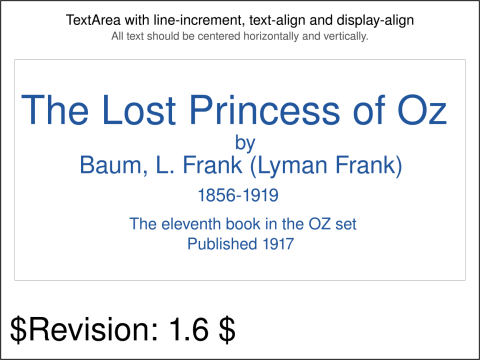 TextArea with line-increment, text-align and display-align
All text should be centered horizontally and vertically.
The Lost Princess of Oz
by
Baum, L. Frank (Lyman Frank)
1856-1919
The eleventh book in the OZ set
Published 1917
$Revision: 1.6 $